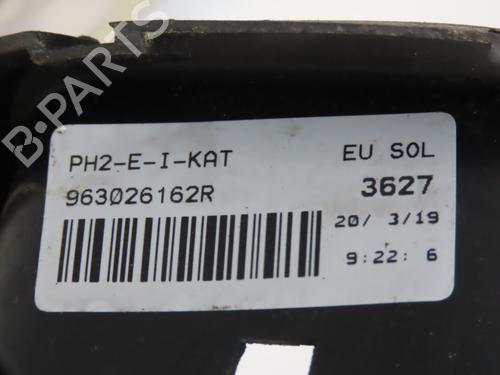 B-PARTS
PH2-E-I-KAT
EU SOL
963026162R
3627
20/ 3/19
9:22: 6